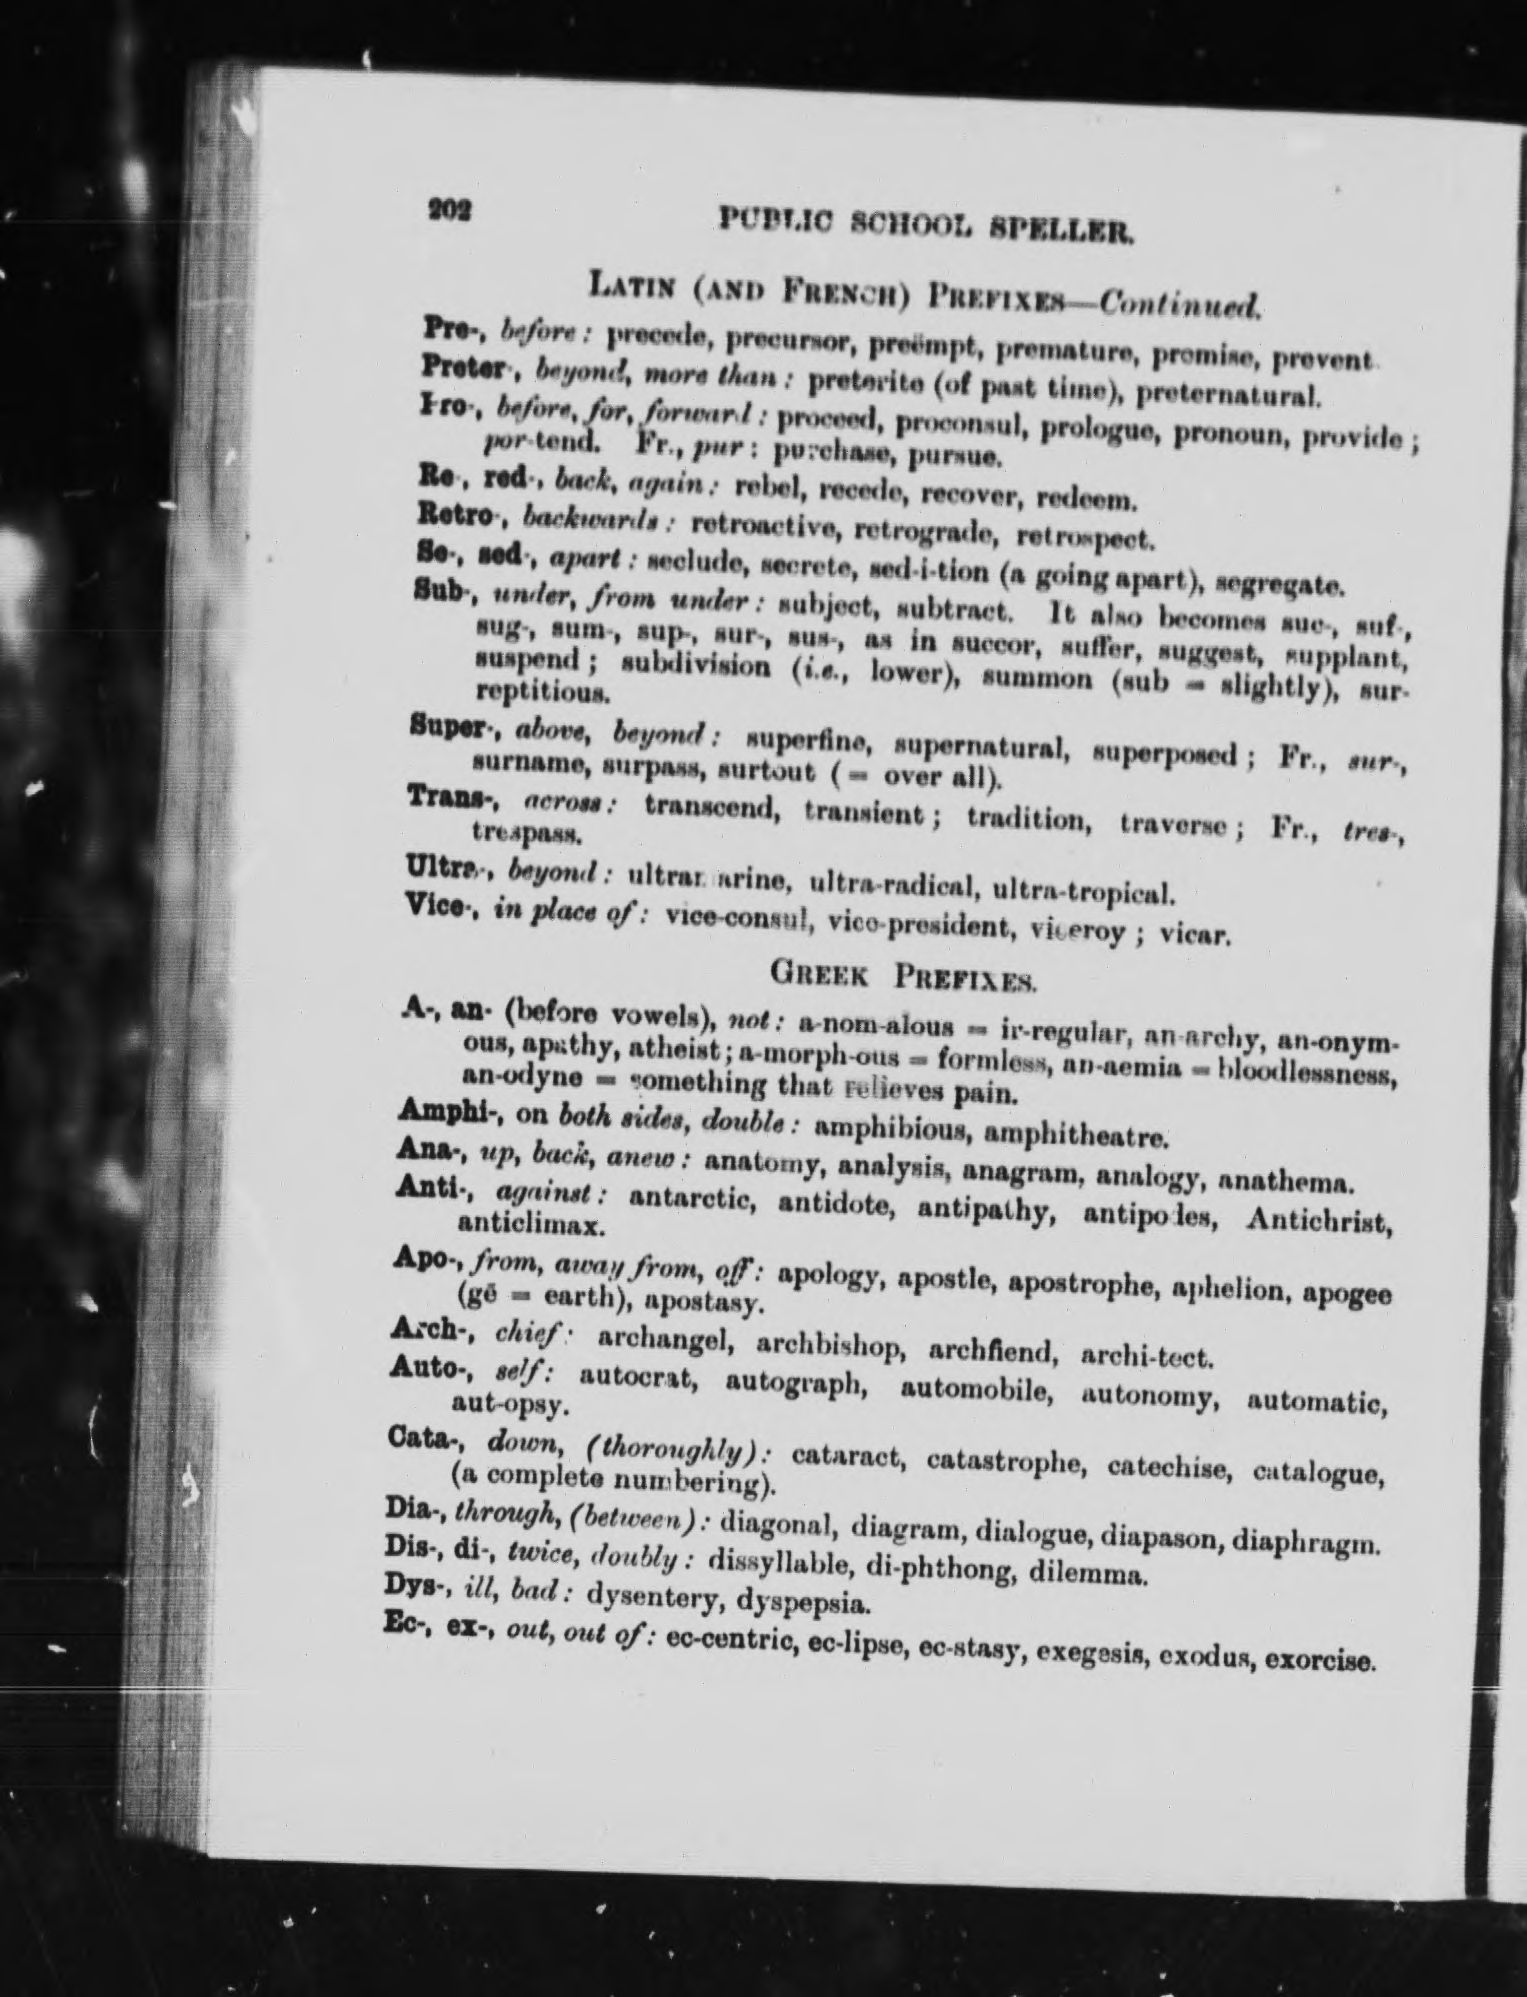 202
PUBLIC SCHOOL SPELLER.
LATIN (AND FRENCH) PREFIXES—Continued.
Pre-, before: precede, precursor, preëmpt, premature, premise, prevent.
Preter-, beyond, more than: preterite (of past time), preternatural.
Pro-, before, for, forward: proceed, proconsul, prologue, pronoun, provide;
por-tend. Fr., pur: purchase, pursue.
Re-, red-, back, again: rebel, recede, recover, redeem.
Retro-, backwards: retroactive, retrograde, retrospect.
Se-, sed-, apart: seclude, secrete, sed-i-tion (a going apart), segregate.
Sub-, under, from under: subject, subtract. It also becomes suc-, suf-,
sug-, sum-, sup-, sur-, sus-, as in succor, suffer, suggest, supplant,
suspend; subdivision (i.e., lower), summon (sub = slightly), sur-
reptitious.
Super-, above, beyond: superfine, supernatural, superposed; Fr., sur-,
surname, surpass, surtout (= over all).
Trans-, across: transcend, transient; tradition, traverse; Fr., tres-,
trespass.
Ultra-, beyond: ultramarine, ultra-radical, ultra-tropical.
Vice-, in place of: vice-consul, vice-president, viceroy; vicar.
GREEK PREFIXES.
A-, an- (before vowels), not: a-nom-alous = ir-regular, an-archy, an-onym-
ous, apathy, atheist; a-morph-ous = formless, an-aemia = bloodlessness,
an-odyne = something that relieves pain.
Amphi-, on both sides, double: amphibious, amphitheatre.
Ana-, up, back, anew: anatomy, analysis, anagram, analogy, anathema.
Anti-, against: antarctic, antidote, antipathy, antipodes, Antichrist,
anticlimax.
Apo-, from, away from, off: apology, apostle, apostrophe, aphelion, apogee
(gē = earth), apostasy.
Arch-, chief: archangel, archbishop, archfiend, archi-tect.
Auto-, self: autocrat, autograph, automobile, autonomy, automatic,
aut-opsy.
Cata-, down, (thoroughly): cataract, catastrophe, catechise, catalogue,
(a complete numbering).
Dia-, through, (between): diagonal, diagram, dialogue, diapason, diaphragm.
Dis-, di-, twice, doubly: dissyllable, di-phthong, dilemma.
Dys-, ill, bad: dysentery, dyspepsia.
Ec-, ex-, out, out of: ec-centric, ec-lipse, ec-stasy, exegesis, exodus, exorcise.